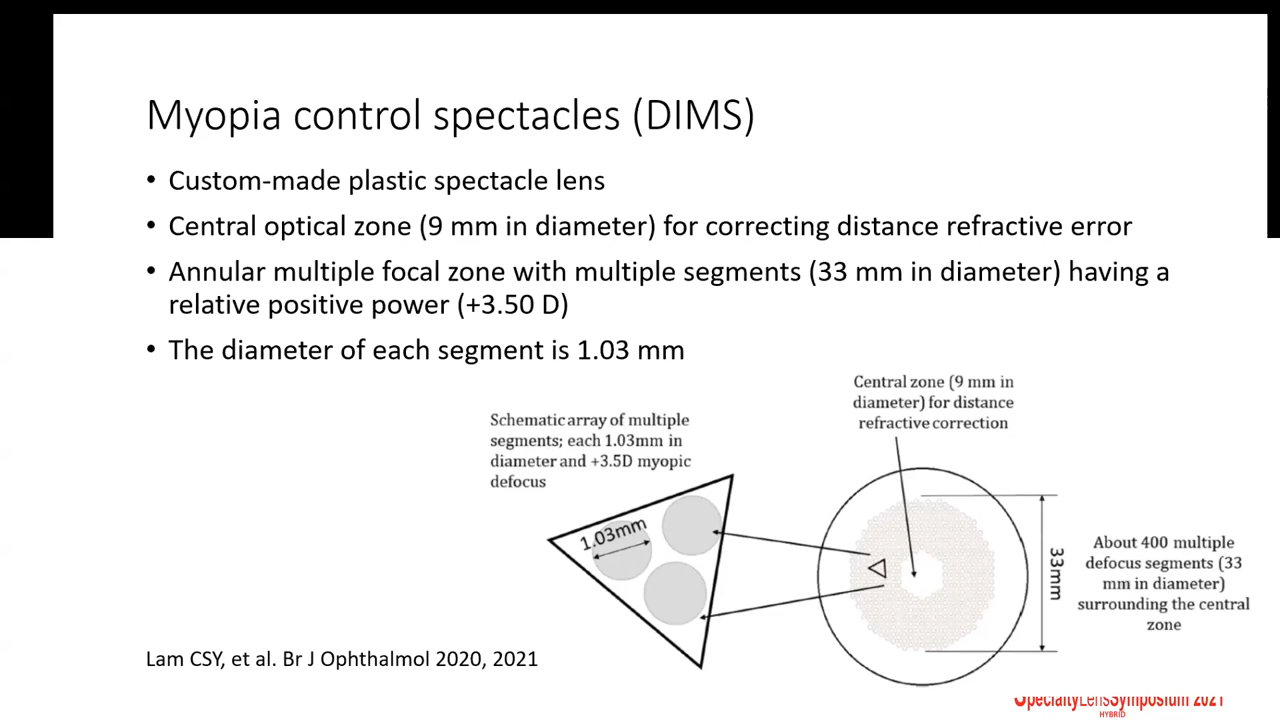 Myopia control spectacles (DIMS)
• Custom-made plastic spectacle lens
• Central optical zone (9 mm in diameter) for correcting distance refractive error
• Annular multiple focal zone with multiple segments (33 mm in diameter) having a
relative positive power (+3.50 D)
• The diameter of each segment is 1.03 mm
Central zone (9 mm in
diameter) for distance
refractive correction
Schematic array of multiple
segments; each 1.03mm in
diameter and +3.5D myopic
defocus
1.03mm
33mm
About 400 multiple
defocus segments (33
mm in diameter)
surrounding the central
zone
Lam CSY, et al. Br J Ophthalmol 2020, 2021
SpecialtyLensSymposium 2021
HYBRID